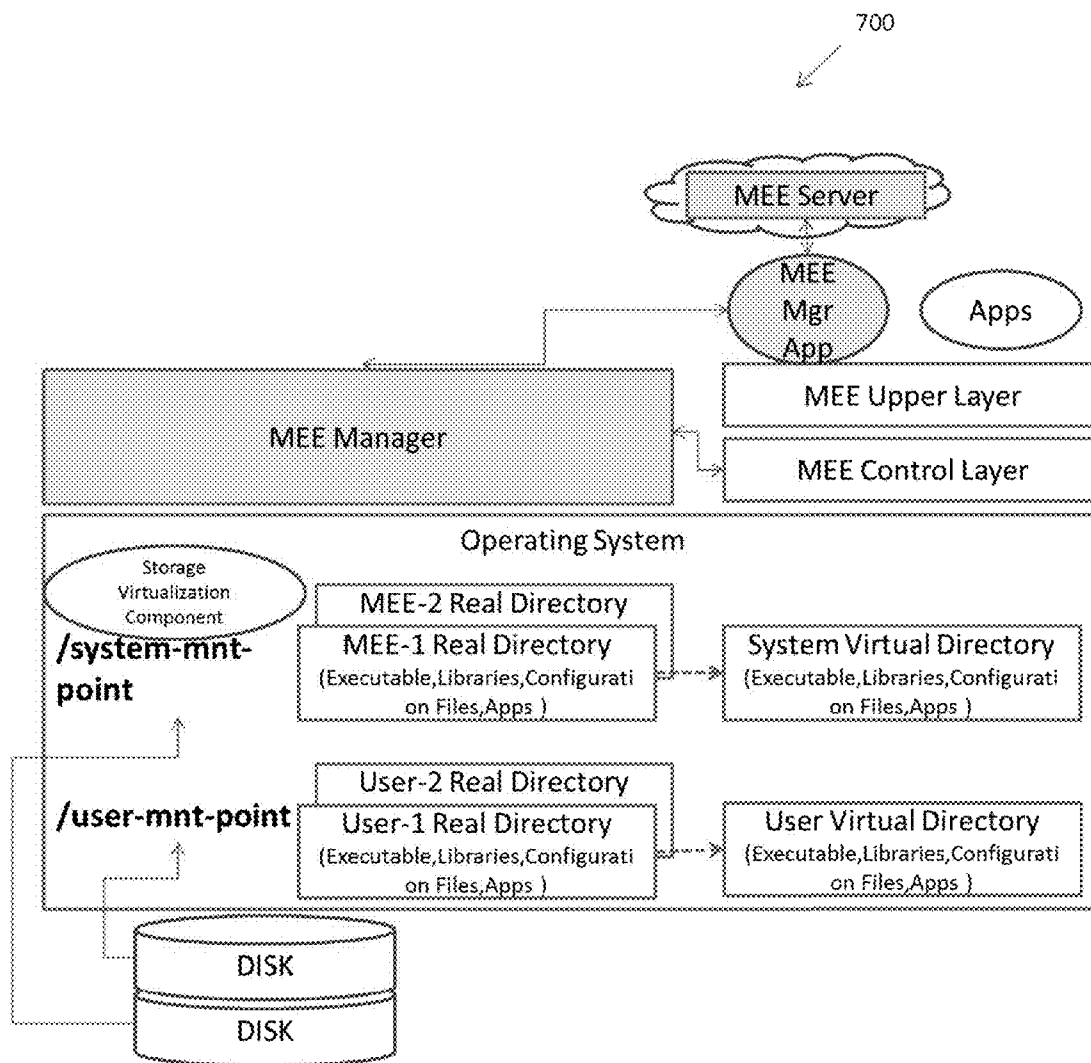 700
MEE Server
MEE
Mgr
App
Apps
MEE Upper Layer
MEE Manager
MEE Control Layer
Operating System
Storage
Virtualization
Component
/system-mnt-
point
MEE-2 Real Directory
MEE-1 Real Directory
(Executable,Libraries,Configurati
on Files,Apps )
System Virtual Directory
(Executable,Libraries,Configurati
on Files,Apps )
/user-mnt-point
User-2 Real Directory
User-1 Real Directory
(Executable,Libraries,Configurati
on Files,Apps )
User Virtual Directory
(Executable,Libraries,Configurati
on Files,Apps )
DISK
DISK